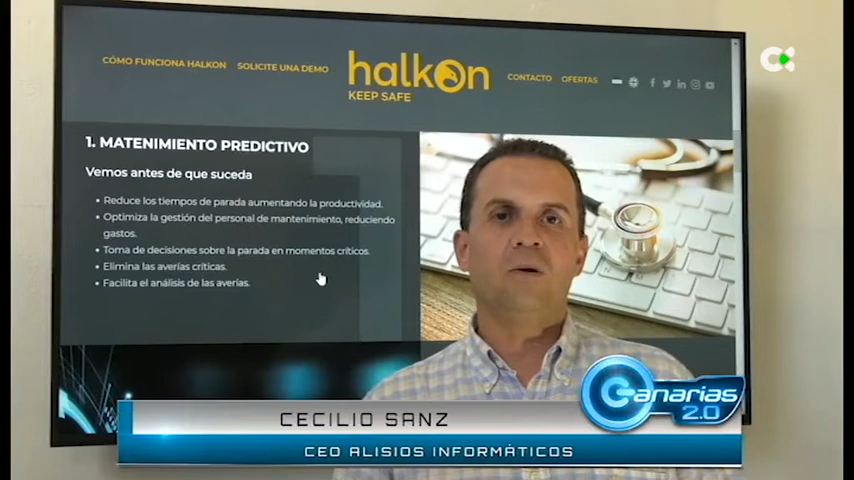 CÓMO FUNCIONA HALKON SOLICITE UNA DEMO
halkon
KEEP SAFE
CONTACTO OFERTAS
1. MATENIMIENTO PREDICTIVO
Vemos antes de que suceda
Reduce los tiempos de parada aumentando la productividad.
Optimiza la gestión del personal de mantenimiento, reduciendo
gastos.
Toma de decisiones sobre la parada en momentos críticos.
Elimina las averías críticas.
Facilita el análisis de las averías.
Canarias
2.0
CECILIO SANZ
CEO ALISIOS INFORMÁTICOS